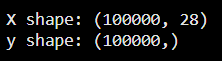 X shape: (100000, 28)
y shape: (100000,)